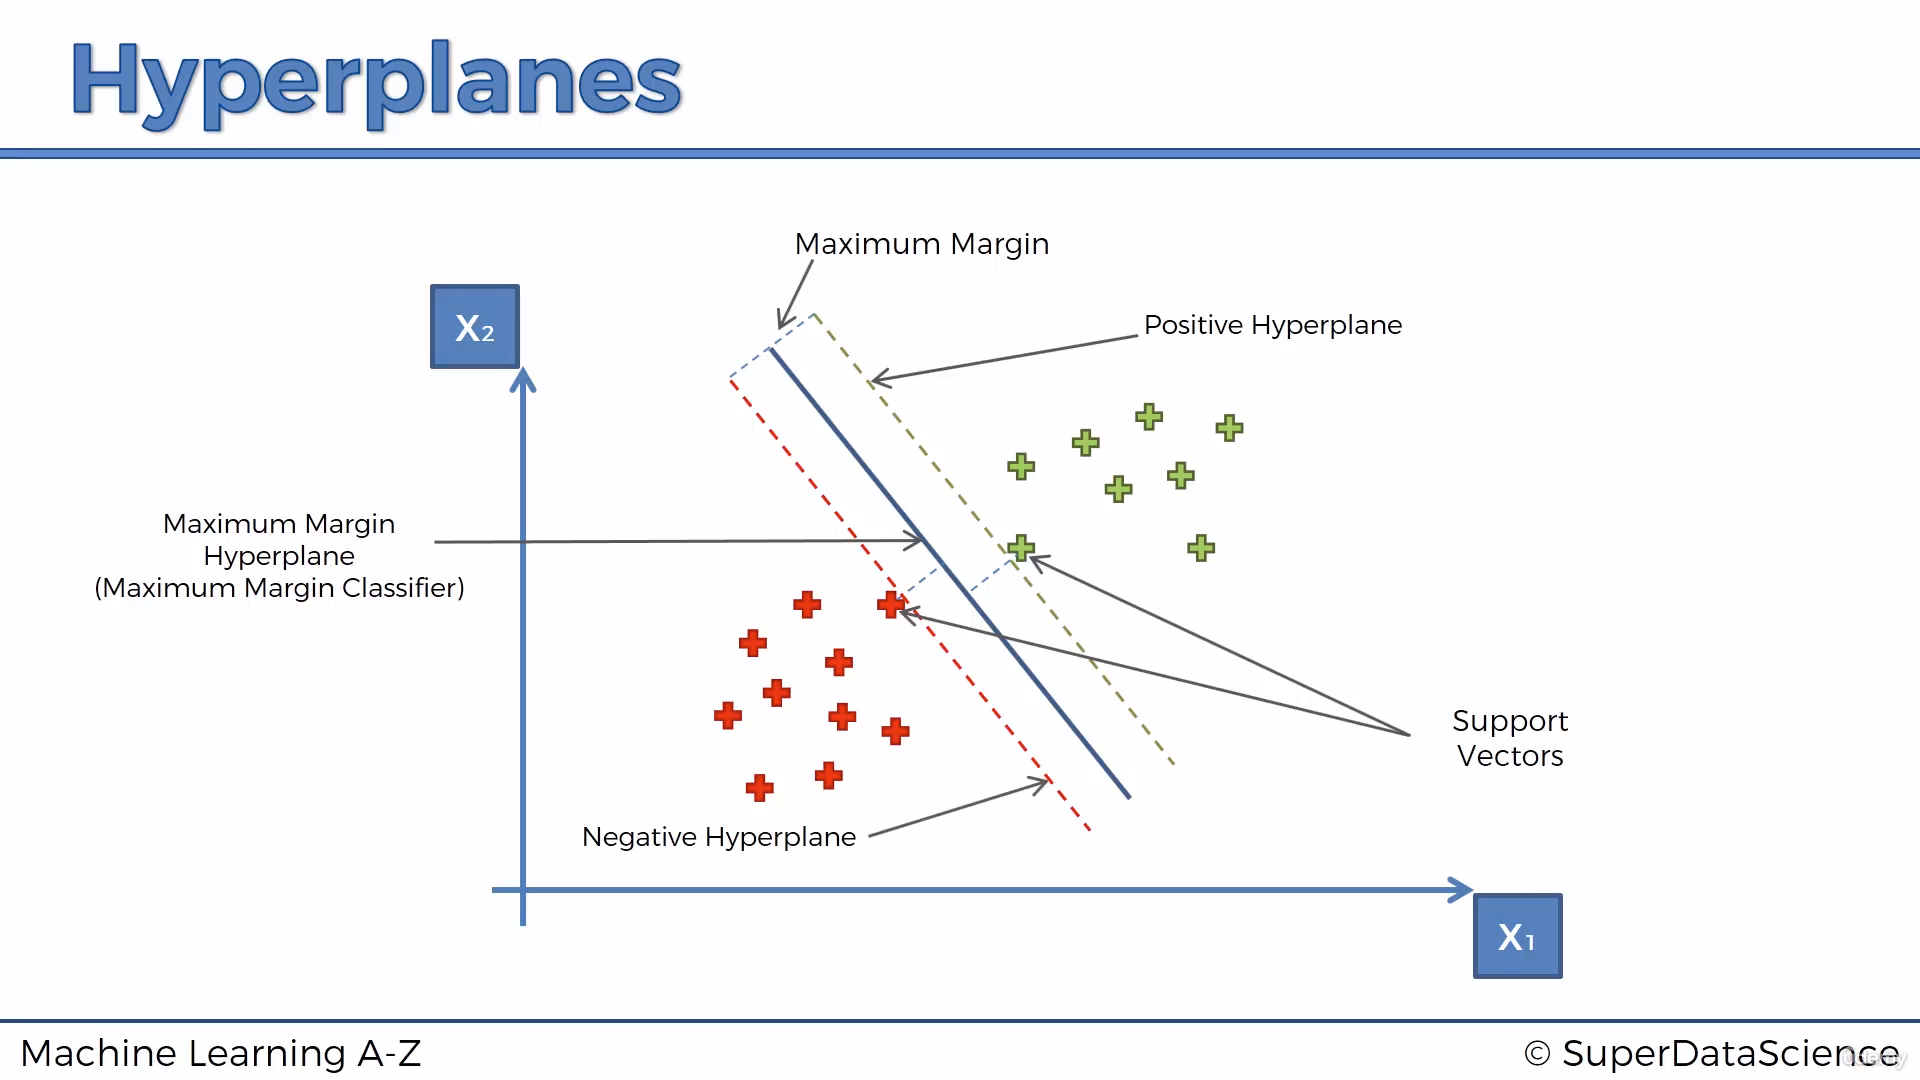 Hyperplanes
Maximum Margin
X2
Positive Hyperplane
Maximum Margin
Hyperplane
(Maximum Margin Classifier)
Support
Vectors
Negative Hyperplane
X1
Machine Learning A-Z
© SuperDataScience
Udemy